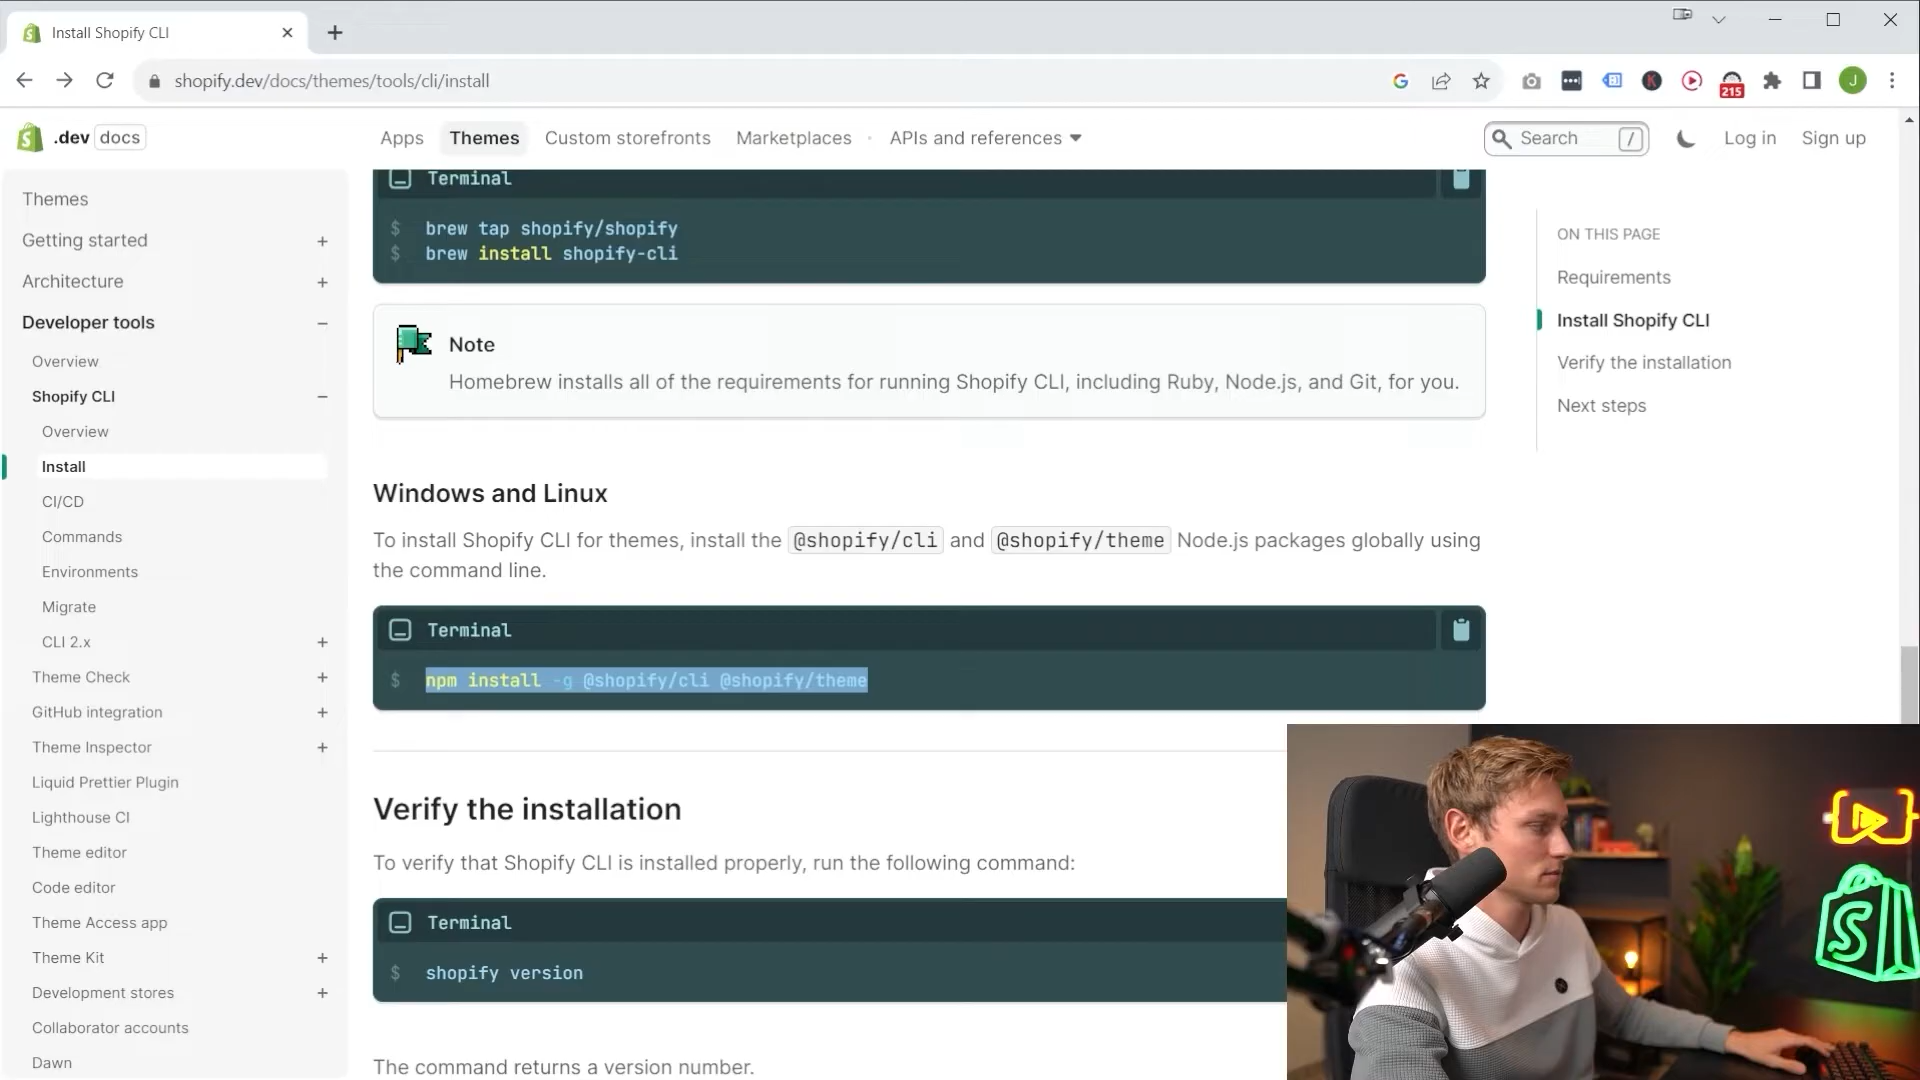 Install Shopify CLI
shopify.dev/docs/themes/tools/cli/install
215
J
.dev docs
Apps
Themes
Custom storefronts
Marketplaces
APIs and references
Search /
Log in
Sign up
Themes
Getting started
Architecture
Developer tools
Overview
Shopify CLI
Overview
Install
CI/CD
Commands
Environments
Migrate
CLI 2.x
Theme Check
GitHub integration
Theme Inspector
Liquid Prettier Plugin
Lighthouse CI
Theme editor
Code editor
Theme Access app
Theme Kit
Development stores
Collaborator accounts
Dawn
Terminal
$ brew tap shopify/shopify
$ brew install shopify-cli
Note
Homebrew installs all of the requirements for running Shopify CLI, including Ruby, Node.js, and Git, for you.
Windows and Linux
To install Shopify CLI for themes, install the @shopify/cli and @shopify/theme Node.js packages globally using
the command line.
Terminal
$ npm install -g @shopify/cli @shopify/theme
Verify the installation
To verify that Shopify CLI is installed properly, run the following command:
Terminal
$ shopify version
The command returns a version number.
ON THIS PAGE
Requirements
Install Shopify CLI
Verify the installation
Next steps